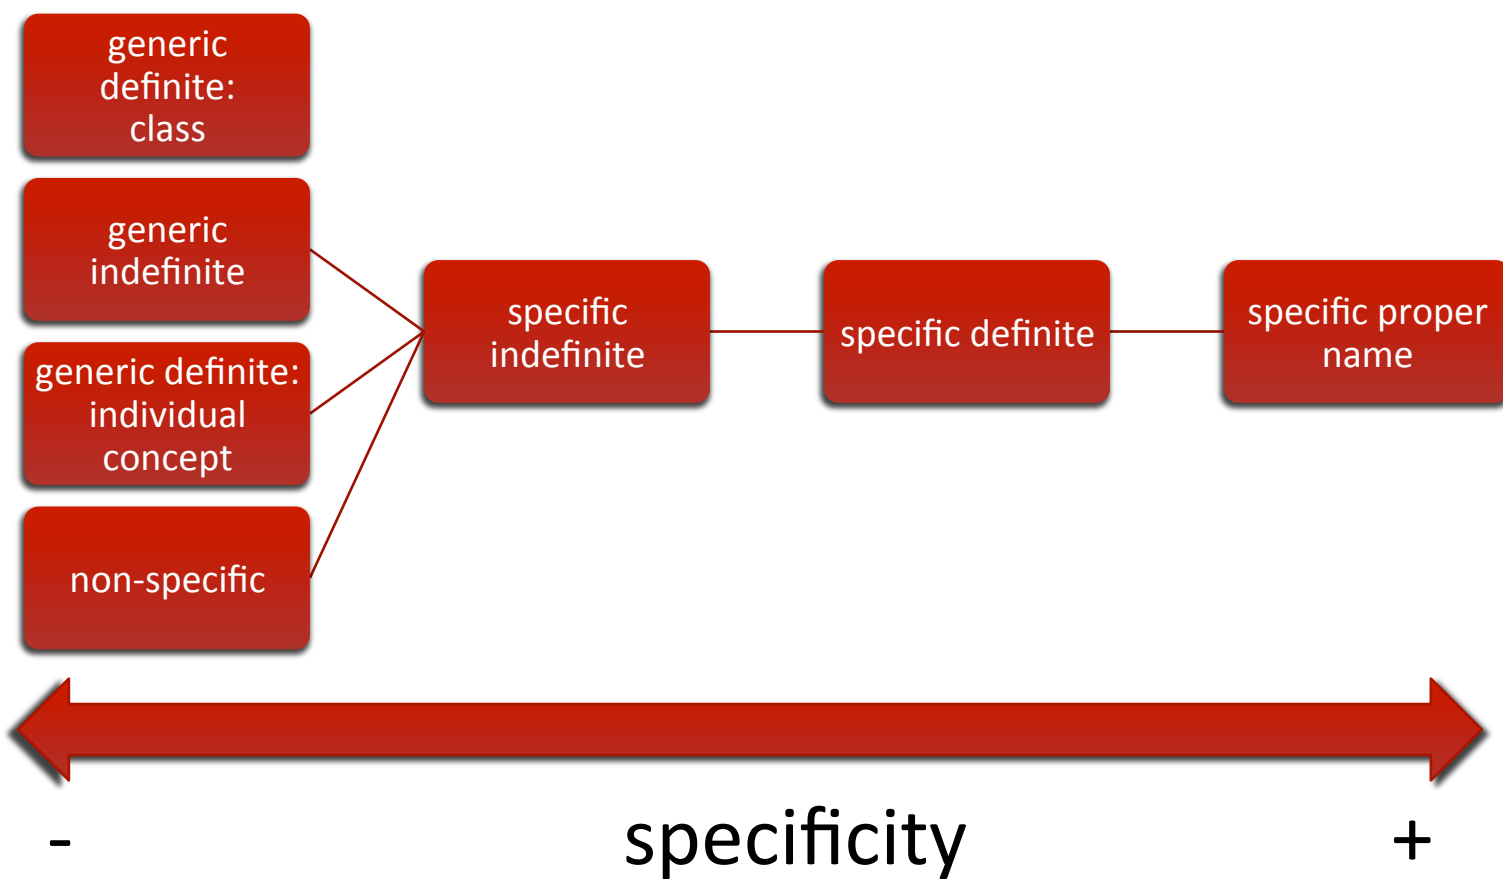 generic
definite:
class
generic
indefinite
generic definite:
individual
concept
non-specific
specific
indefinite
specific definite
specific proper
name
-
specificity
+